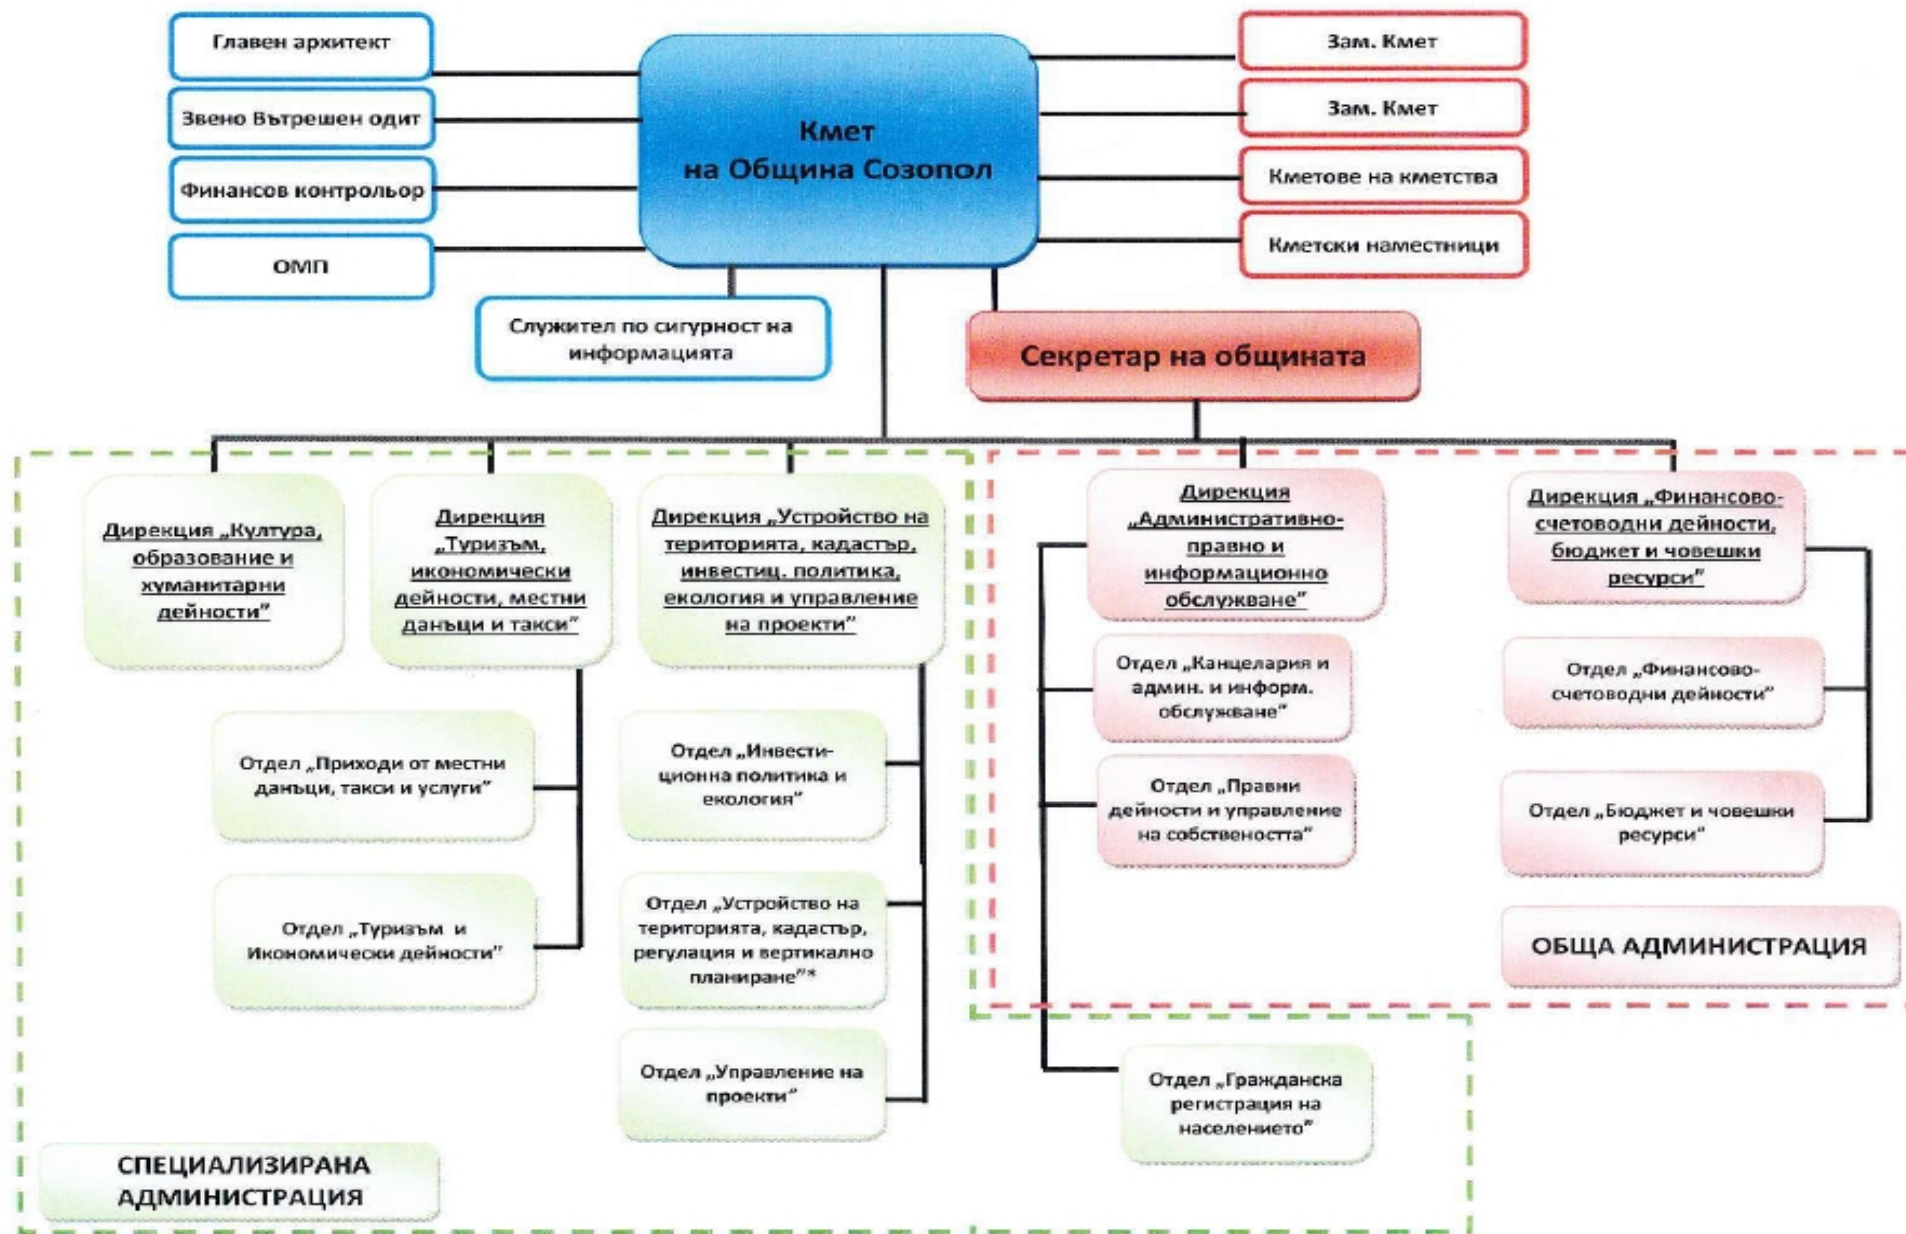 Главен архитект
Звено Вътрешен одит
Финансов контрольор
ОМП
Кмет
на Община Созопол
Зам. Кмет
Зам. Кмет
Кметове на кметства
Кметски наместници
Служител по сигурност на
информацията
Секретар на общината
Дирекция „Култура,
образование и
хуманитарни
дейности”
Дирекция
„Туризъм,
икономически
дейности, местни
данъци и такси”
Дирекция „Устройство на
територията, кадастър,
инвестиц. политика,
екология и управление
на проекти”
Дирекция
„Административно-
правно и
информационно
обслужване”
Дирекция „Финансово-
счетоводни дейности,
бюджет и човешки
ресурси”
Отдел „Приходи от местни
данъци, такси и услуги”
Отдел „Туризъм и
Икономически дейности”
Отдел „Инвести-
ционна политика и
екология”
Отдел „Устройство на
територията, кадастър,
регулация и вертикално
планиране”*
Отдел „Управление на
проекти”
Отдел „Канцелария и
админ. и информ.
обслужване”
Отдел „Правни
дейности и управление
на собствеността”
Отдел „Финансово-
счетоводни дейности”
Отдел „Бюджет и човешки
ресурси”
ОБЩА АДМИНИСТРАЦИЯ
Отдел „Гражданска
регистрация на
населението”
СПЕЦИАЛИЗИРАНА
АДМИНИСТРАЦИЯ